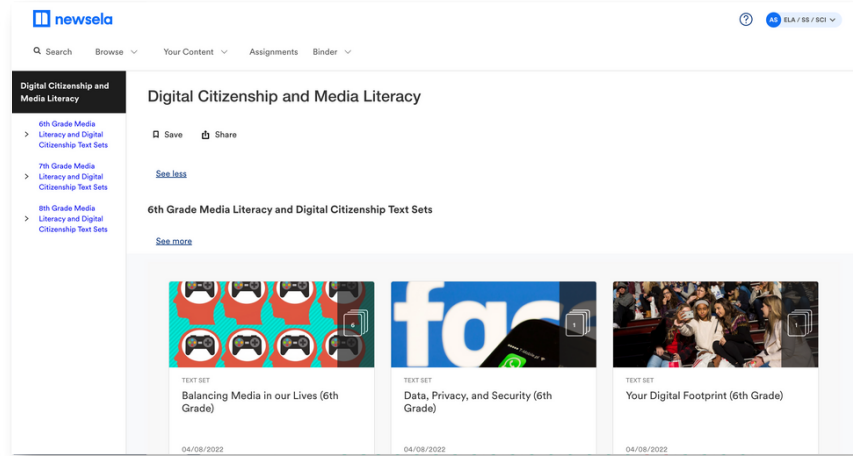 newsela
AS ELA / SS / SCI
Search Browse Your Content Assignments Binder
Digital Citizenship and
Media Literacy
6th Grade Media
Literacy and Digital
Citizenship Text Sets
7th Grade Media
Literacy and Digital
Citizenship Text Sets
8th Grade Media
Literacy and Digital
Citizenship Text Sets
Digital Citizenship and Media Literacy
Save Share
See less
6th Grade Media Literacy and Digital Citizenship Text Sets
See more
6
face
1
1
TEXT SET
Balancing Media in our Lives (6th
Grade)
04/08/2022
TEXT SET
Data, Privacy, and Security (6th
Grade)
04/08/2022
TEXT SET
Your Digital Footprint (6th Grade)
04/08/2022